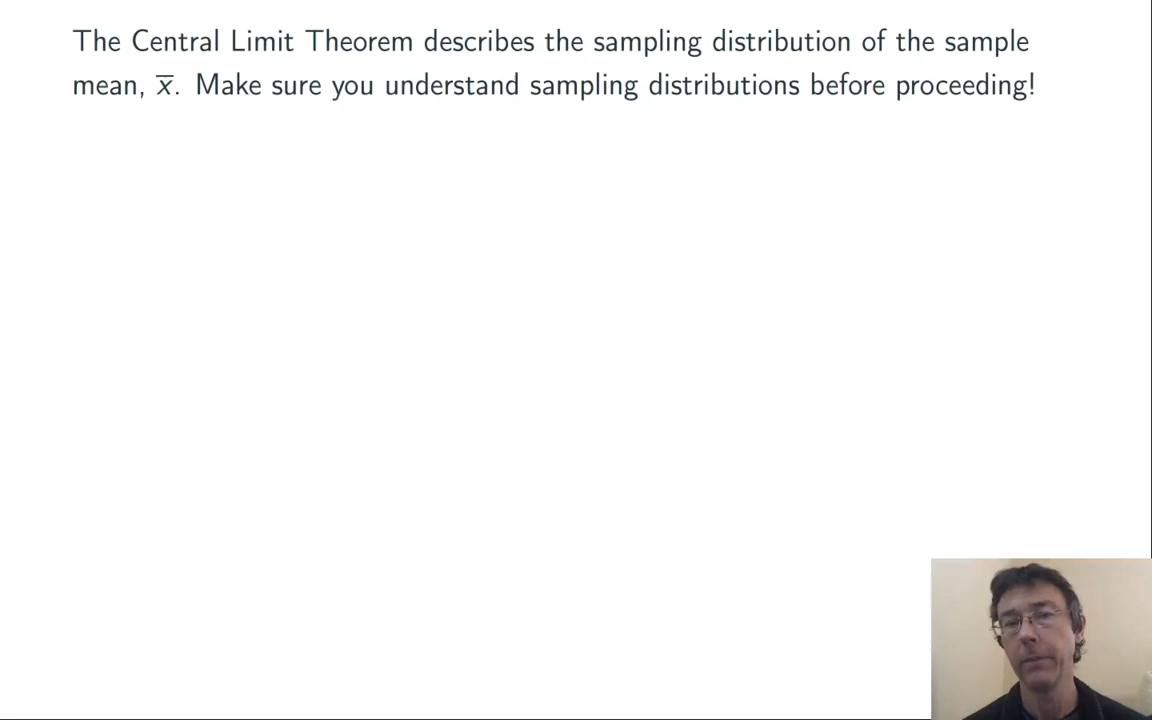 The Central Limit Theorem describes the sampling distribution of the sample
mean, x̅. Make sure you understand sampling distributions before proceeding!